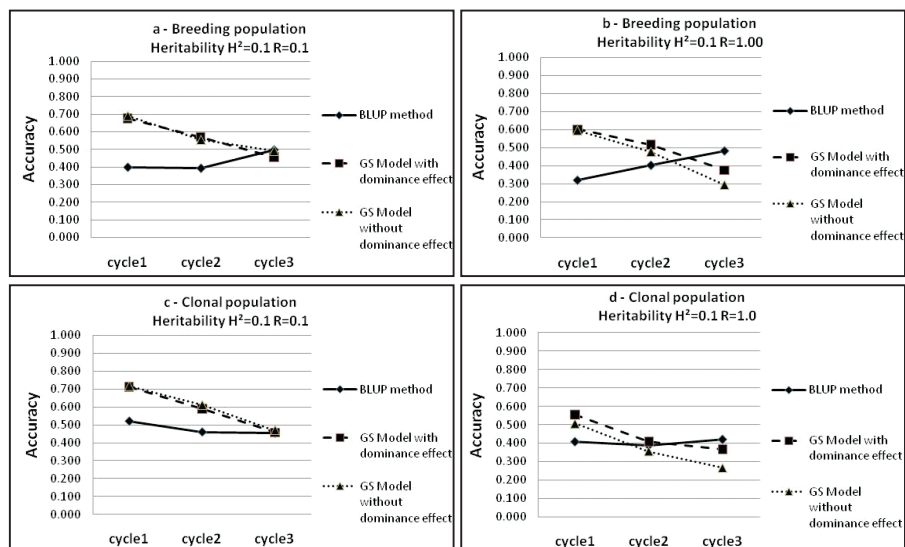 a - Breeding population
Heritability H²=0.1 R=0.1
Accuracy
1.000
0.900
0.800
0.700
0.600
0.500
0.400
0.300
0.200
0.100
0.000
cycle1 cycle2 cycle3
BLUP method
GS Model with
dominance effect
GS Model
without
dominance effect
b - Breeding population
Heritability H²=0.1 R=1.00
Accuracy
1.000
0.900
0.800
0.700
0.600
0.500
0.400
0.300
0.200
0.100
0.000
cycle1 cycle2 cycle3
BLUP method
GS Model with
dominance effect
GS Model
without
dominance effect
c - Clonal population
Heritability H²=0.1 R=0.1
Accuracy
1.000
0.900
0.800
0.700
0.600
0.500
0.400
0.300
0.200
0.100
0.000
cycle1 cycle2 cycle3
BLUP method
GS Model with
dominance effect
GS Model
without
dominance effect
d - Clonal population
Heritability H²=0.1 R=1.0
Accuracy
1.000
0.900
0.800
0.700
0.600
0.500
0.400
0.300
0.200
0.100
0.000
cycle1 cycle2 cycle3
BLUP method
GS Model with
dominance effect
GS Model
without
dominance effect